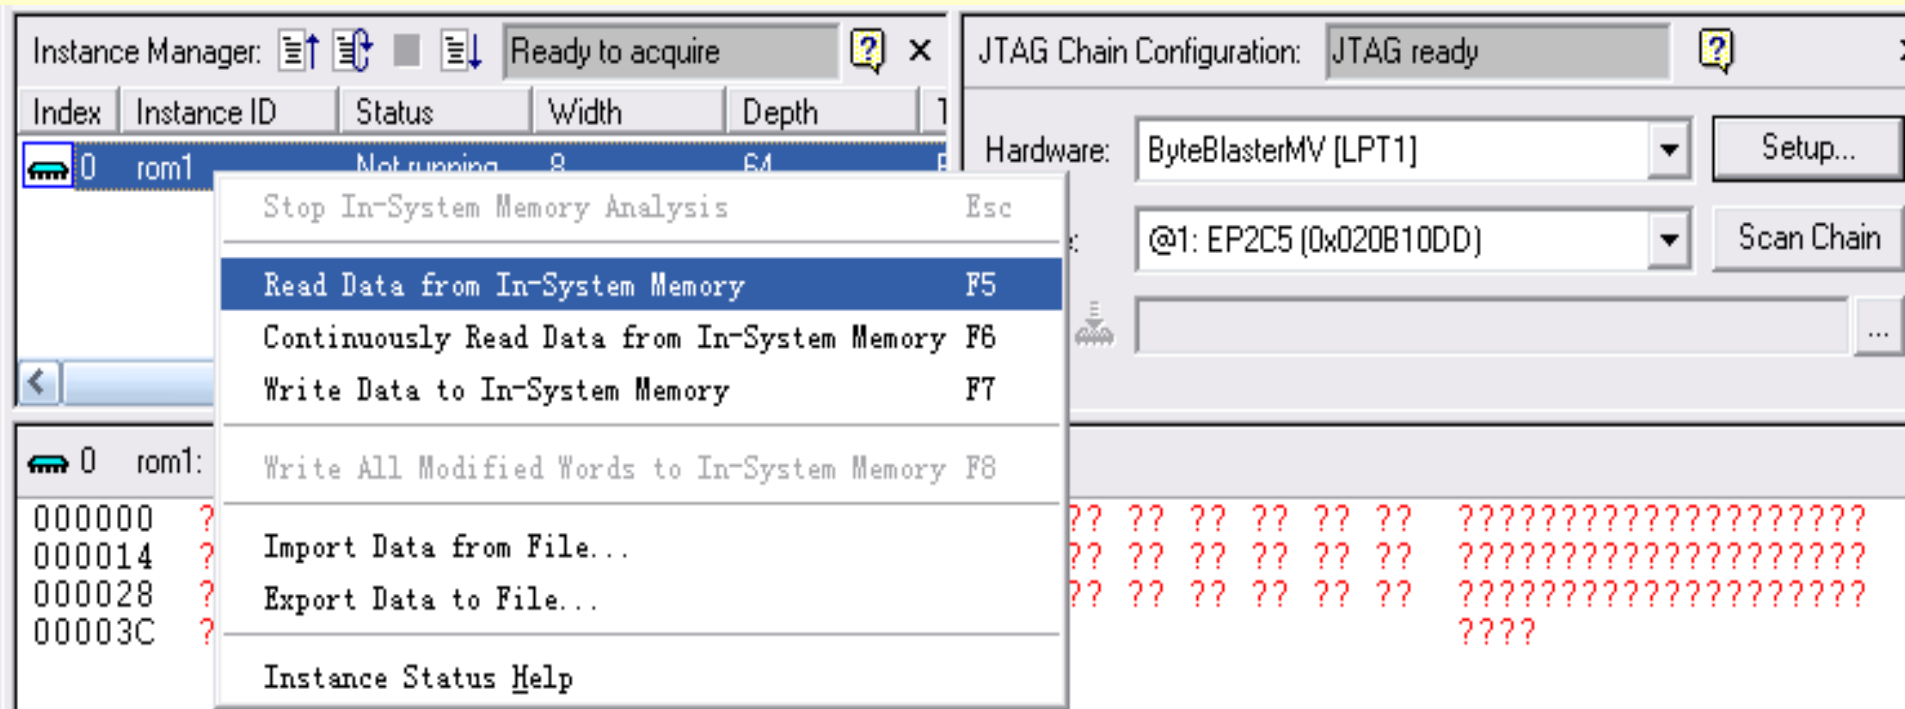 Instance Manager: Ready to acquire
Index Instance ID Status Width Depth
0 rom1 Not running 8 64
Stop In-System Memory Analysis Esc
Read Data from In-System Memory F5
Continuously Read Data from In-System Memory F6
Write Data to In-System Memory F7
Write All Modified Words to In-System Memory F8
Import Data from File...
Export Data to File...
Instance Status Help
JTAG Chain Configuration: JTAG ready
Hardware: ByteBlasterMV [LPT1] Setup...
@1: EP2C5 (0x020B10DD) Scan Chain
...
0 rom1:
000000 ? ?? ?? ?? ?? ?? ?? ????????????????????
000014 ? ?? ?? ?? ?? ?? ?? ????????????????????
000028 ? ?? ?? ?? ?? ?? ?? ????????????????????
00003C ? ????